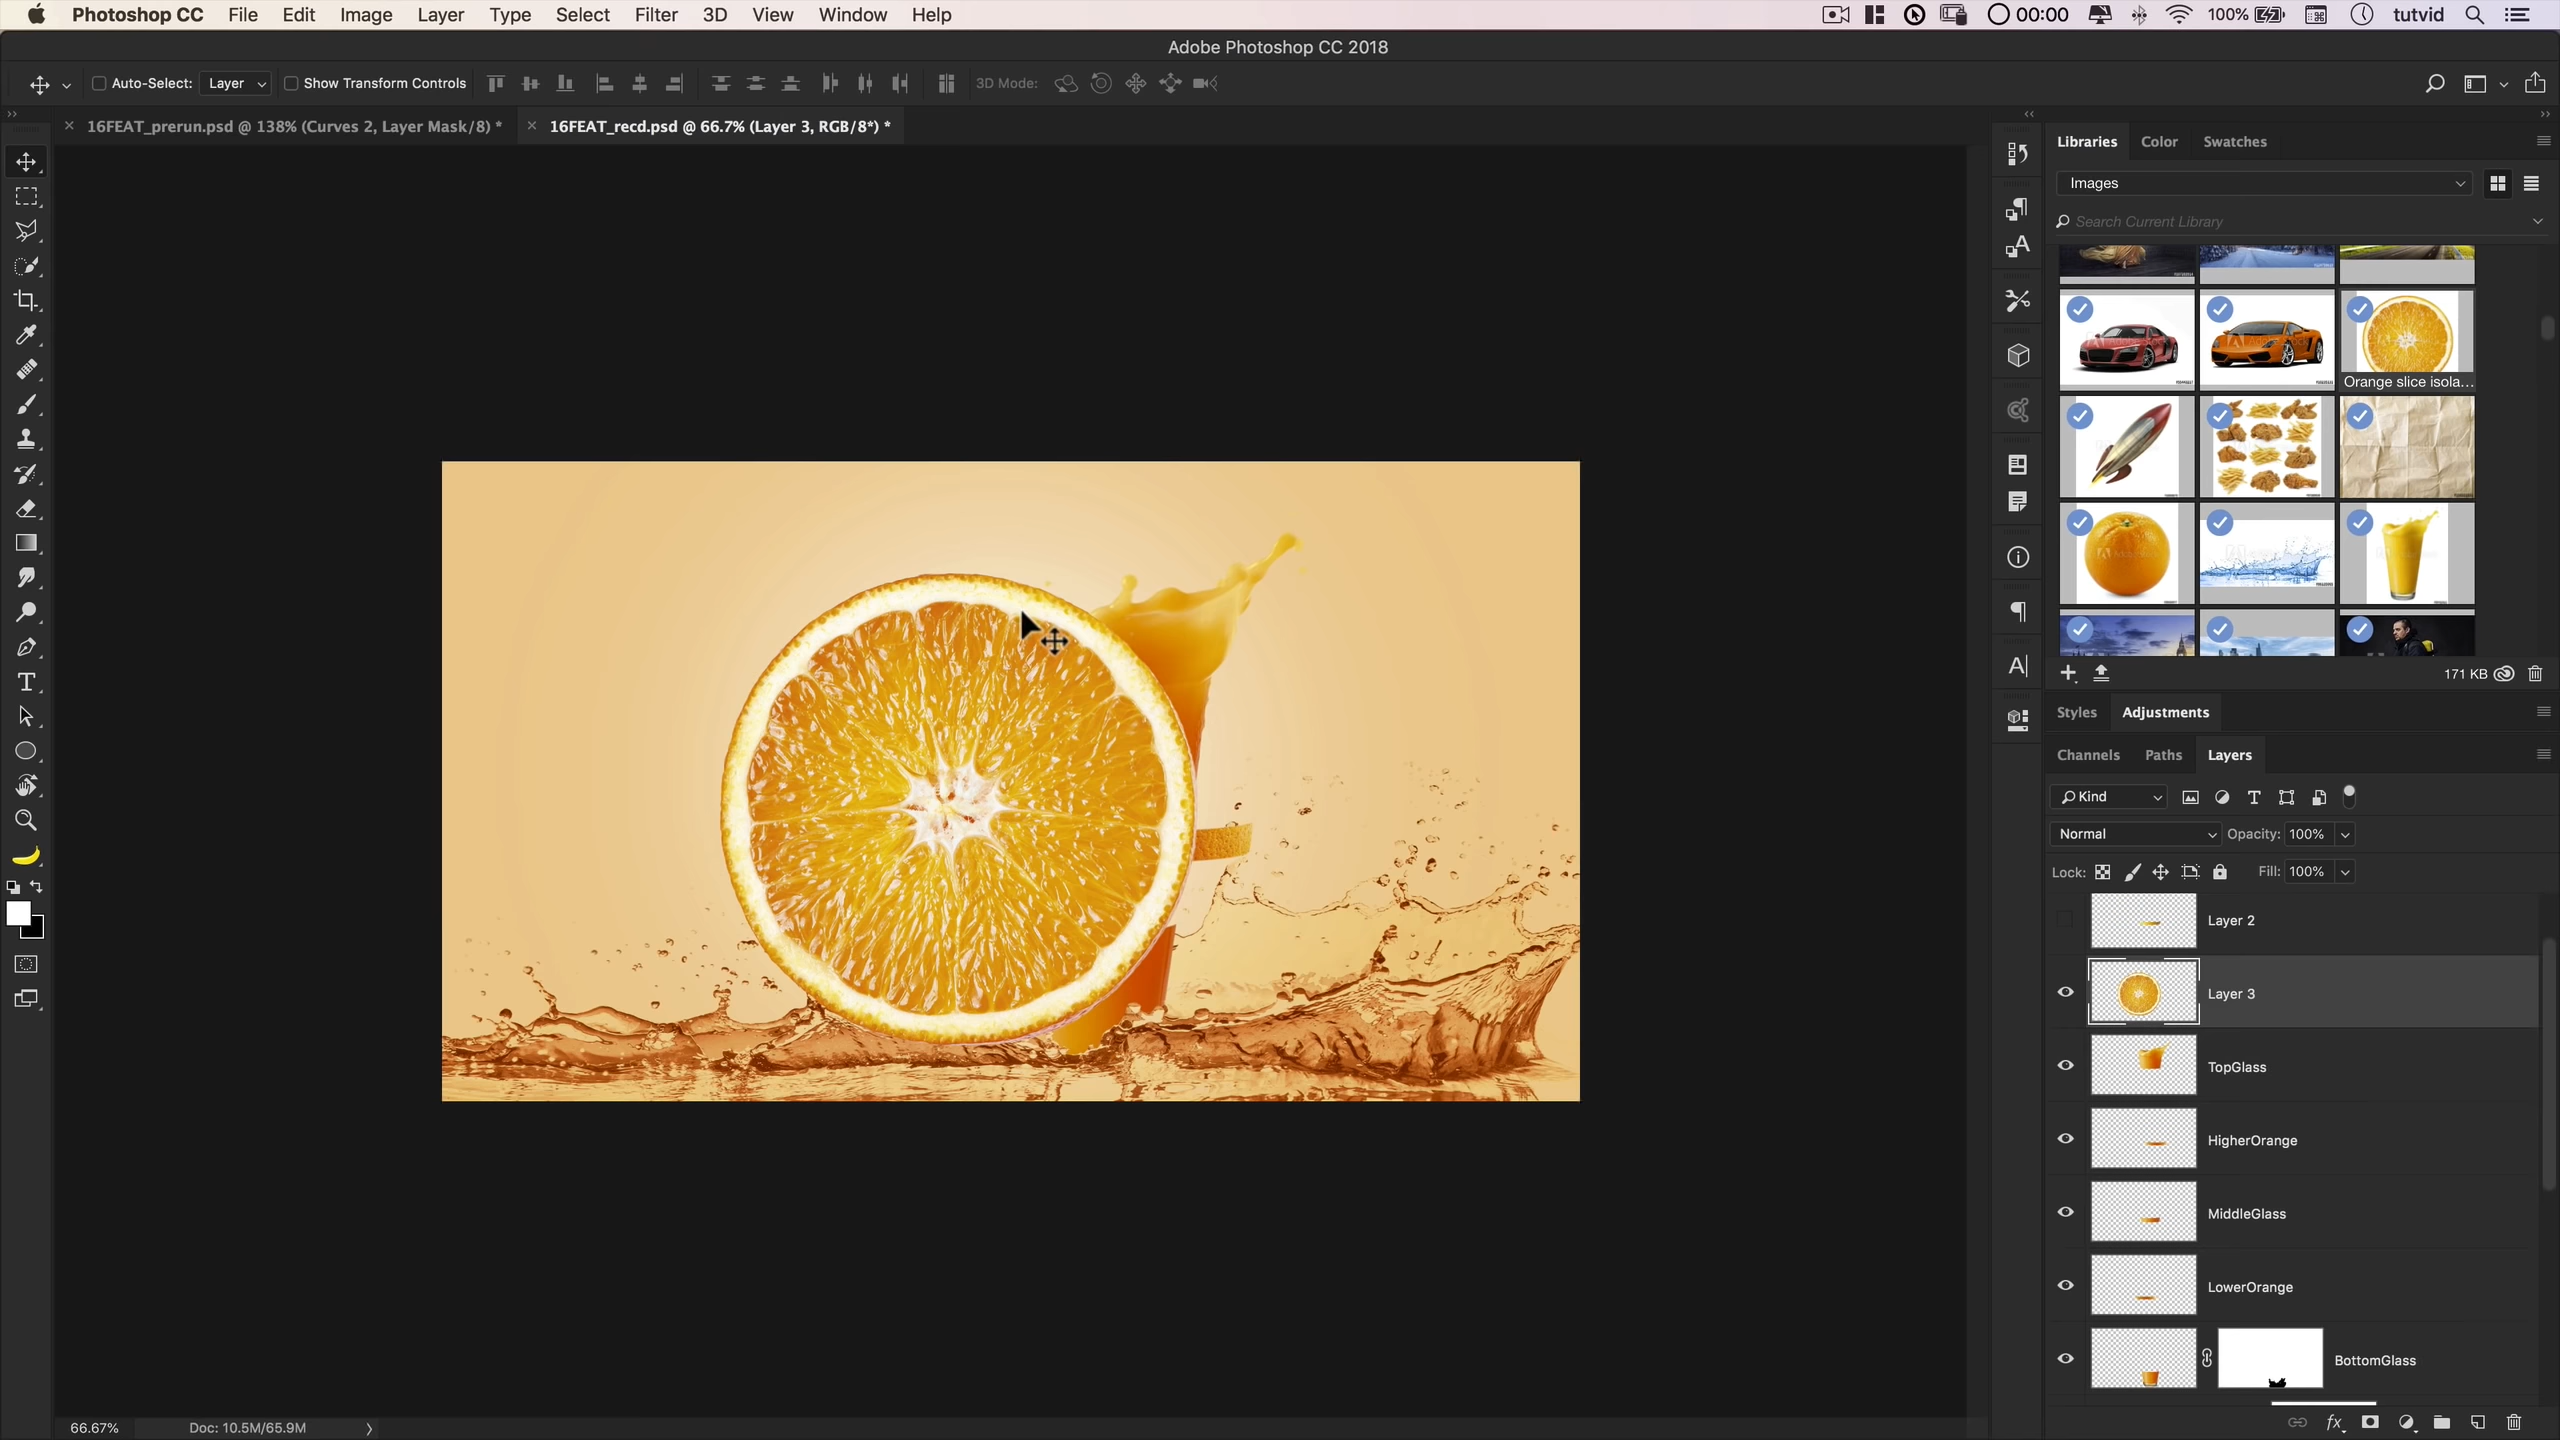 Photoshop CC File Edit Image Layer Type Select Filter 3D View Window Help 00:00 100% tutvid
Adobe Photoshop CC 2018
Auto-Select: Layer Show Transform Controls 3D Mode:
16FEAT_prerun.psd @ 138% (Curves 2, Layer Mask/8) * 16FEAT_recd.psd @ 66.7% (Layer 3, RGB/8*) *
Libraries Color Swatches
Images
Search Current Library
Orange slice isola...
171 KB
Styles Adjustments
Channels Paths Layers
Kind
Normal Opacity: 100%
Lock: Fill: 100%
Layer 2
Layer 3
TopGlass
HigherOrange
MiddleGlass
LowerOrange
BottomGlass
66.67% Doc: 10.5M/65.9M